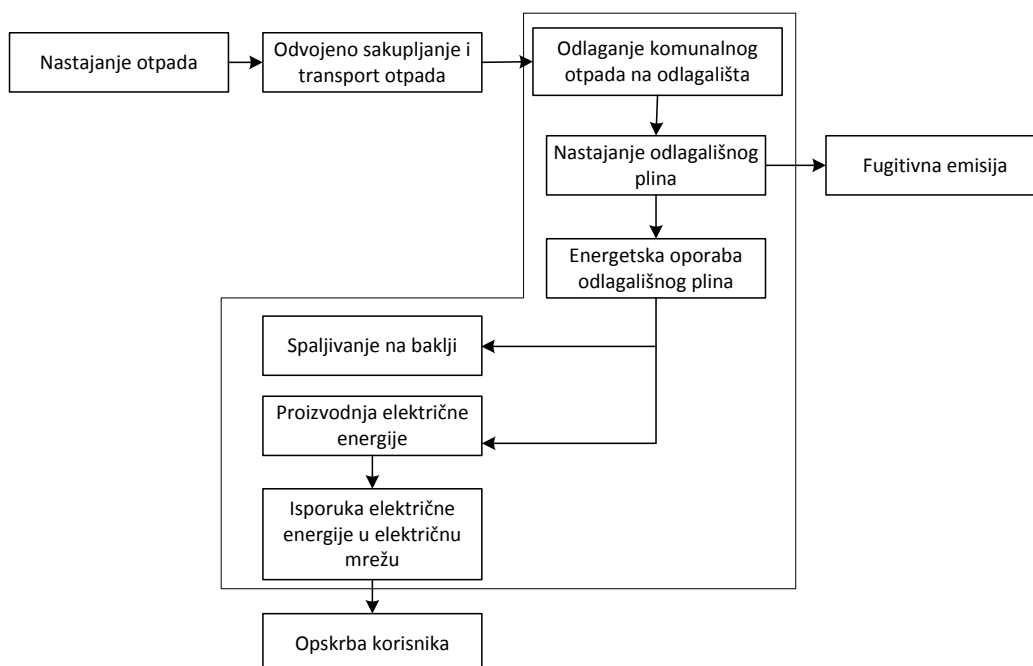 Nastajanje otpada
Odvojeno sakupljanje i
transport otpada
Odlaganje komunalnog
otpada na odlagališta
Nastajanje odlagališnog
plina
Fugitivna emisija
Energetska oporaba
odlagališnog plina
Spaljivanje na baklji
Proizvodnja električne
energije
Isporuka električne
energije u električnu
mrežu
Opskrba korisnika